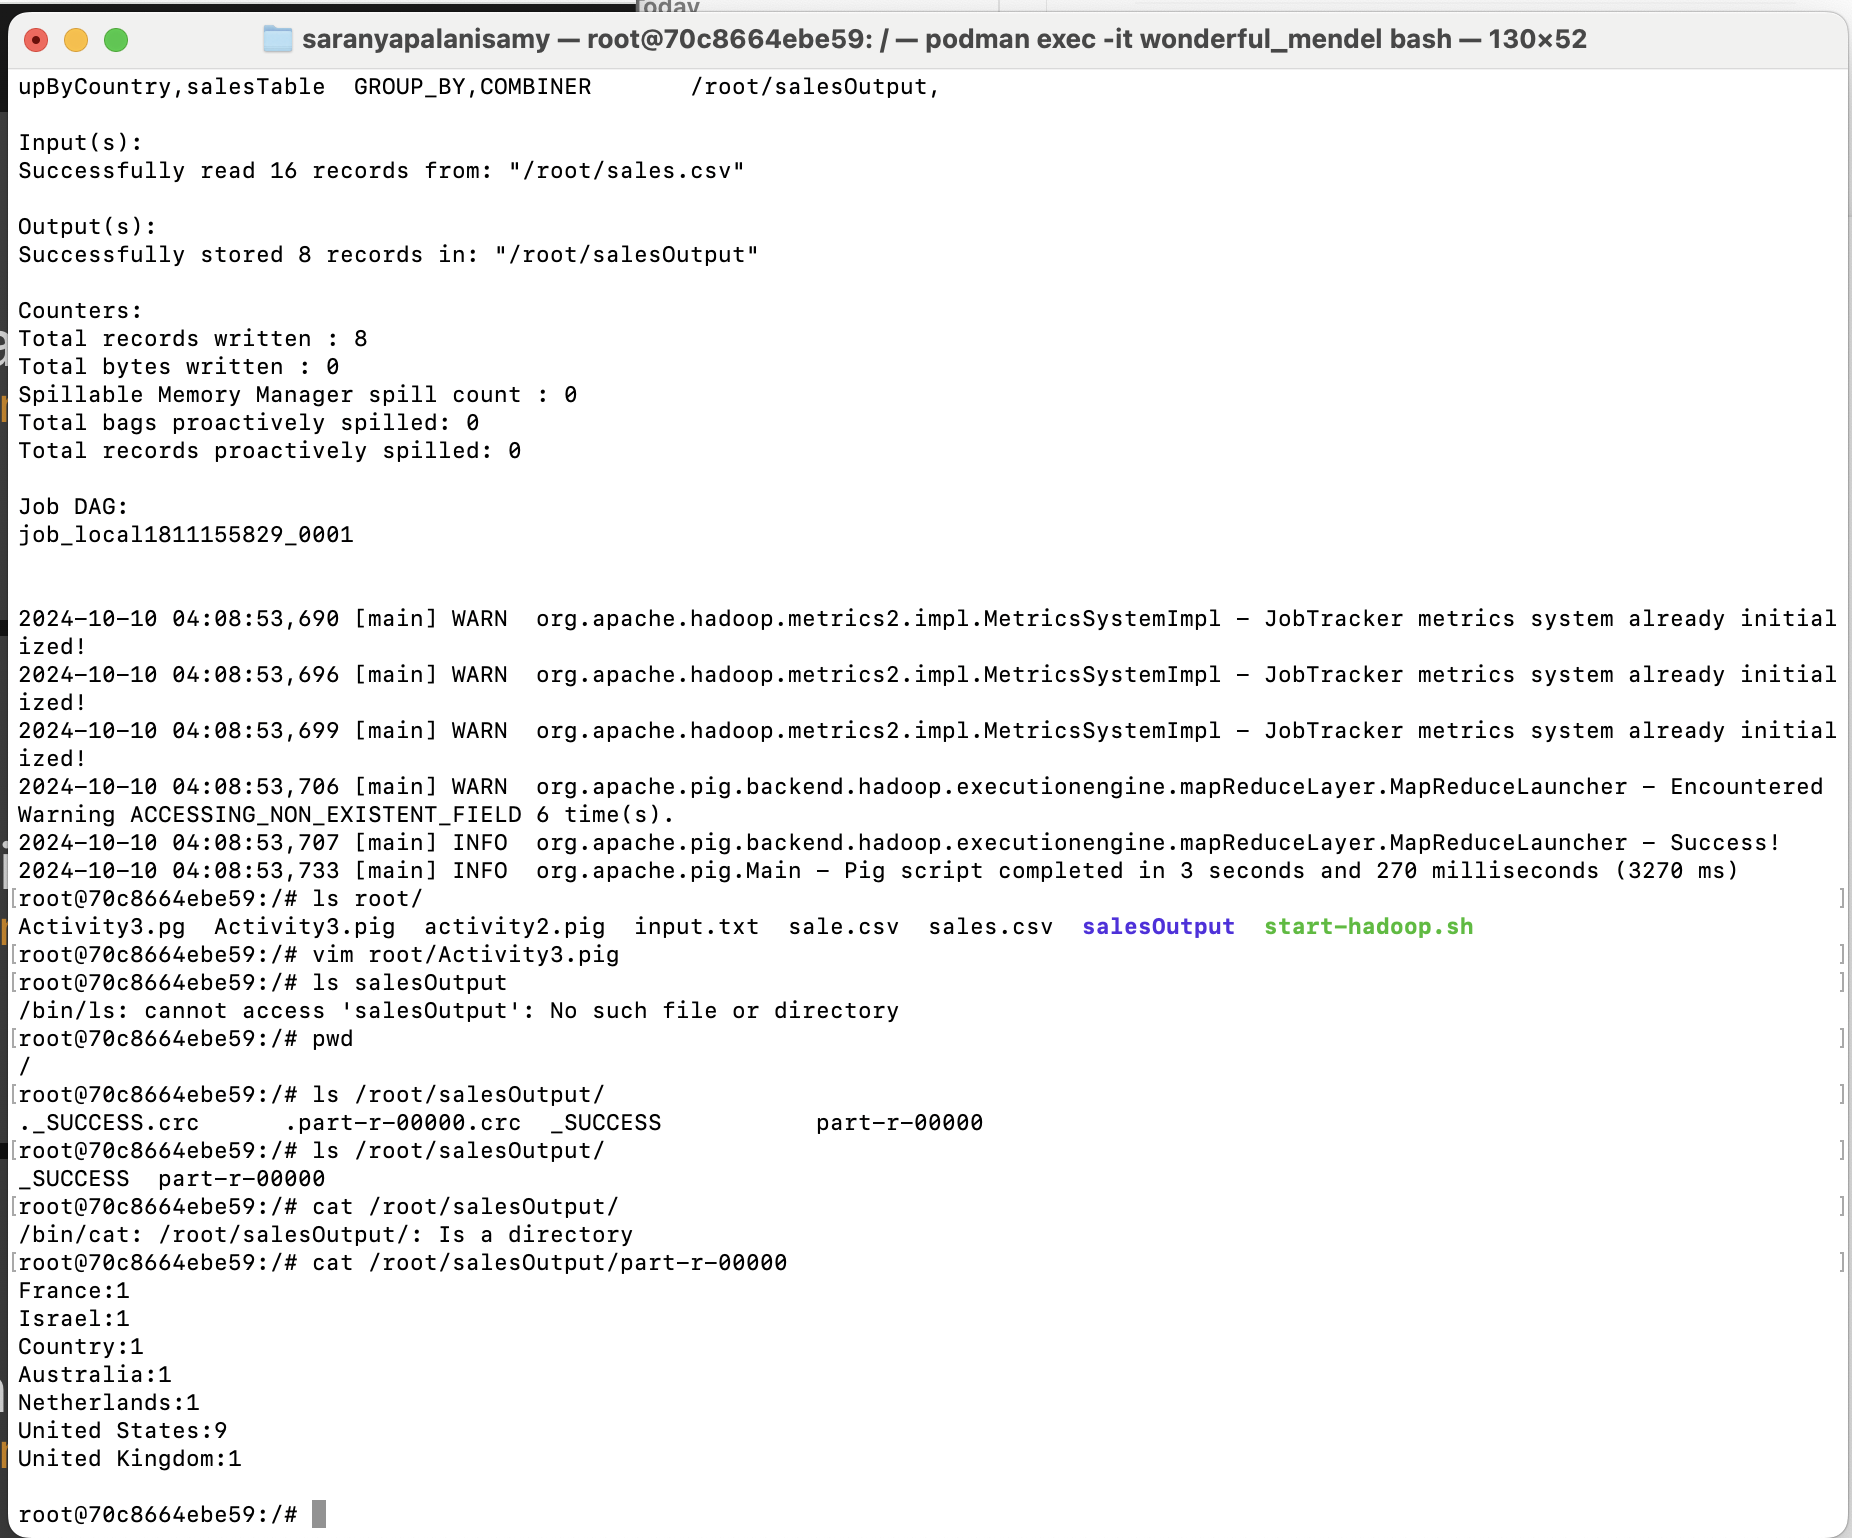 Today
saranyapalanisamy — root@70c8664ebe59: / — podman exec -it wonderful_mendel bash — 130×52
upByCountry,salesTable  GROUP_BY,COMBINER       /root/salesOutput,
Input(s):
Successfully read 16 records from: "/root/sales.csv"
Output(s):
Successfully stored 8 records in: "/root/salesOutput"
Counters:
Total records written : 8
Total bytes written : 0
Spillable Memory Manager spill count : 0
Total bags proactively spilled: 0
Total records proactively spilled: 0
Job DAG:
job_local1811155829_0001
2024-10-10 04:08:53,690 [main] WARN  org.apache.hadoop.metrics2.impl.MetricsSystemImpl - JobTracker metrics system already initial
ized!
2024-10-10 04:08:53,696 [main] WARN  org.apache.hadoop.metrics2.impl.MetricsSystemImpl - JobTracker metrics system already initial
ized!
2024-10-10 04:08:53,699 [main] WARN  org.apache.hadoop.metrics2.impl.MetricsSystemImpl - JobTracker metrics system already initial
ized!
2024-10-10 04:08:53,706 [main] WARN  org.apache.pig.backend.hadoop.executionengine.mapReduceLayer.MapReduceLauncher - Encountered
Warning ACCESSING_NON_EXISTENT_FIELD 6 time(s).
2024-10-10 04:08:53,707 [main] INFO  org.apache.pig.backend.hadoop.executionengine.mapReduceLayer.MapReduceLauncher - Success!
2024-10-10 04:08:53,733 [main] INFO  org.apache.pig.Main - Pig script completed in 3 seconds and 270 milliseconds (3270 ms)
[root@70c8664ebe59:/# ls root/ ]
Activity3.pg  Activity3.pig  activity2.pig  input.txt  sale.csv  sales.csv  salesOutput  start-hadoop.sh
[root@70c8664ebe59:/# vim root/Activity3.pig ]
[root@70c8664ebe59:/# ls salesOutput ]
/bin/ls: cannot access 'salesOutput': No such file or directory
[root@70c8664ebe59:/# pwd ]
/
[root@70c8664ebe59:/# ls /root/salesOutput/ ]
._SUCCESS.crc      .part-r-00000.crc  _SUCCESS           part-r-00000
[root@70c8664ebe59:/# ls /root/salesOutput/ ]
_SUCCESS  part-r-00000
[root@70c8664ebe59:/# cat /root/salesOutput/ ]
/bin/cat: /root/salesOutput/: Is a directory
[root@70c8664ebe59:/# cat /root/salesOutput/part-r-00000 ]
France:1
Israel:1
Country:1
Australia:1
Netherlands:1
United States:9
United Kingdom:1
root@70c8664ebe59:/#